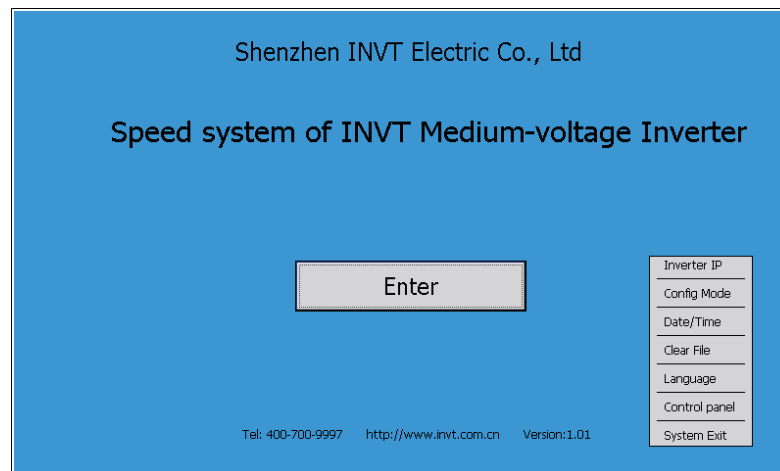 Shenzhen INVT Electric Co., Ltd
Speed system of INVT Medium-voltage Inverter
Enter
Inverter IP
Config Mode
Date/Time
Clear File
Language
Control panel
System Exit
Tel: 400-700-9997 http://www.invt.com.cn Version:1.01